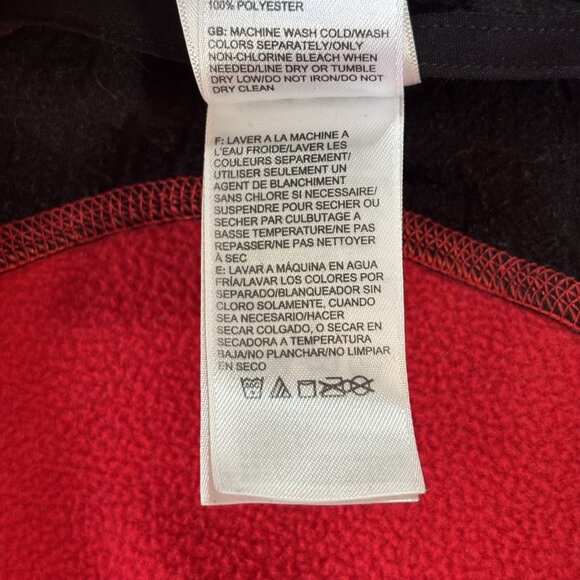 100% POLYESTER
GB: MACHINE WASH COLD/WASH
COLORS SEPARATELY/ONLY
NON-CHLORINE BLEACH WHEN
NEEDED/LINE DRY OR TUMBLE
DRY LOW/DO NOT IRON/DO NOT
DRY CLEAN
F: LAVER A LA MACHINE A
L'EAU FROIDE/LAVER LES
COULEURS SEPAREMENT/
UTILISER SEULEMENT UN
AGENT DE BLANCHIMENT
SANS CHLORE SI NECESSAIRE/
SUSPENDRE POUR SECHER OU
SECHER PAR CULBUTAGE A
BASSE TEMPERATURE/NE PAS
REPASSER/NE PAS NETTOYER
À SEC
E: LAVAR A MÁQUINA EN AGUA
FRÍA/LAVAR LOS COLORES POR
SEPARADO/BLANQUEADOR SIN
CLORO SOLAMENTE, CUANDO
SEA NECESARIO/HACER
SECAR COLGADO, O SECAR EN
SECADORA A TEMPERATURA
BAJA/NO PLANCHAR/NO LIMPIAR
EN SECO